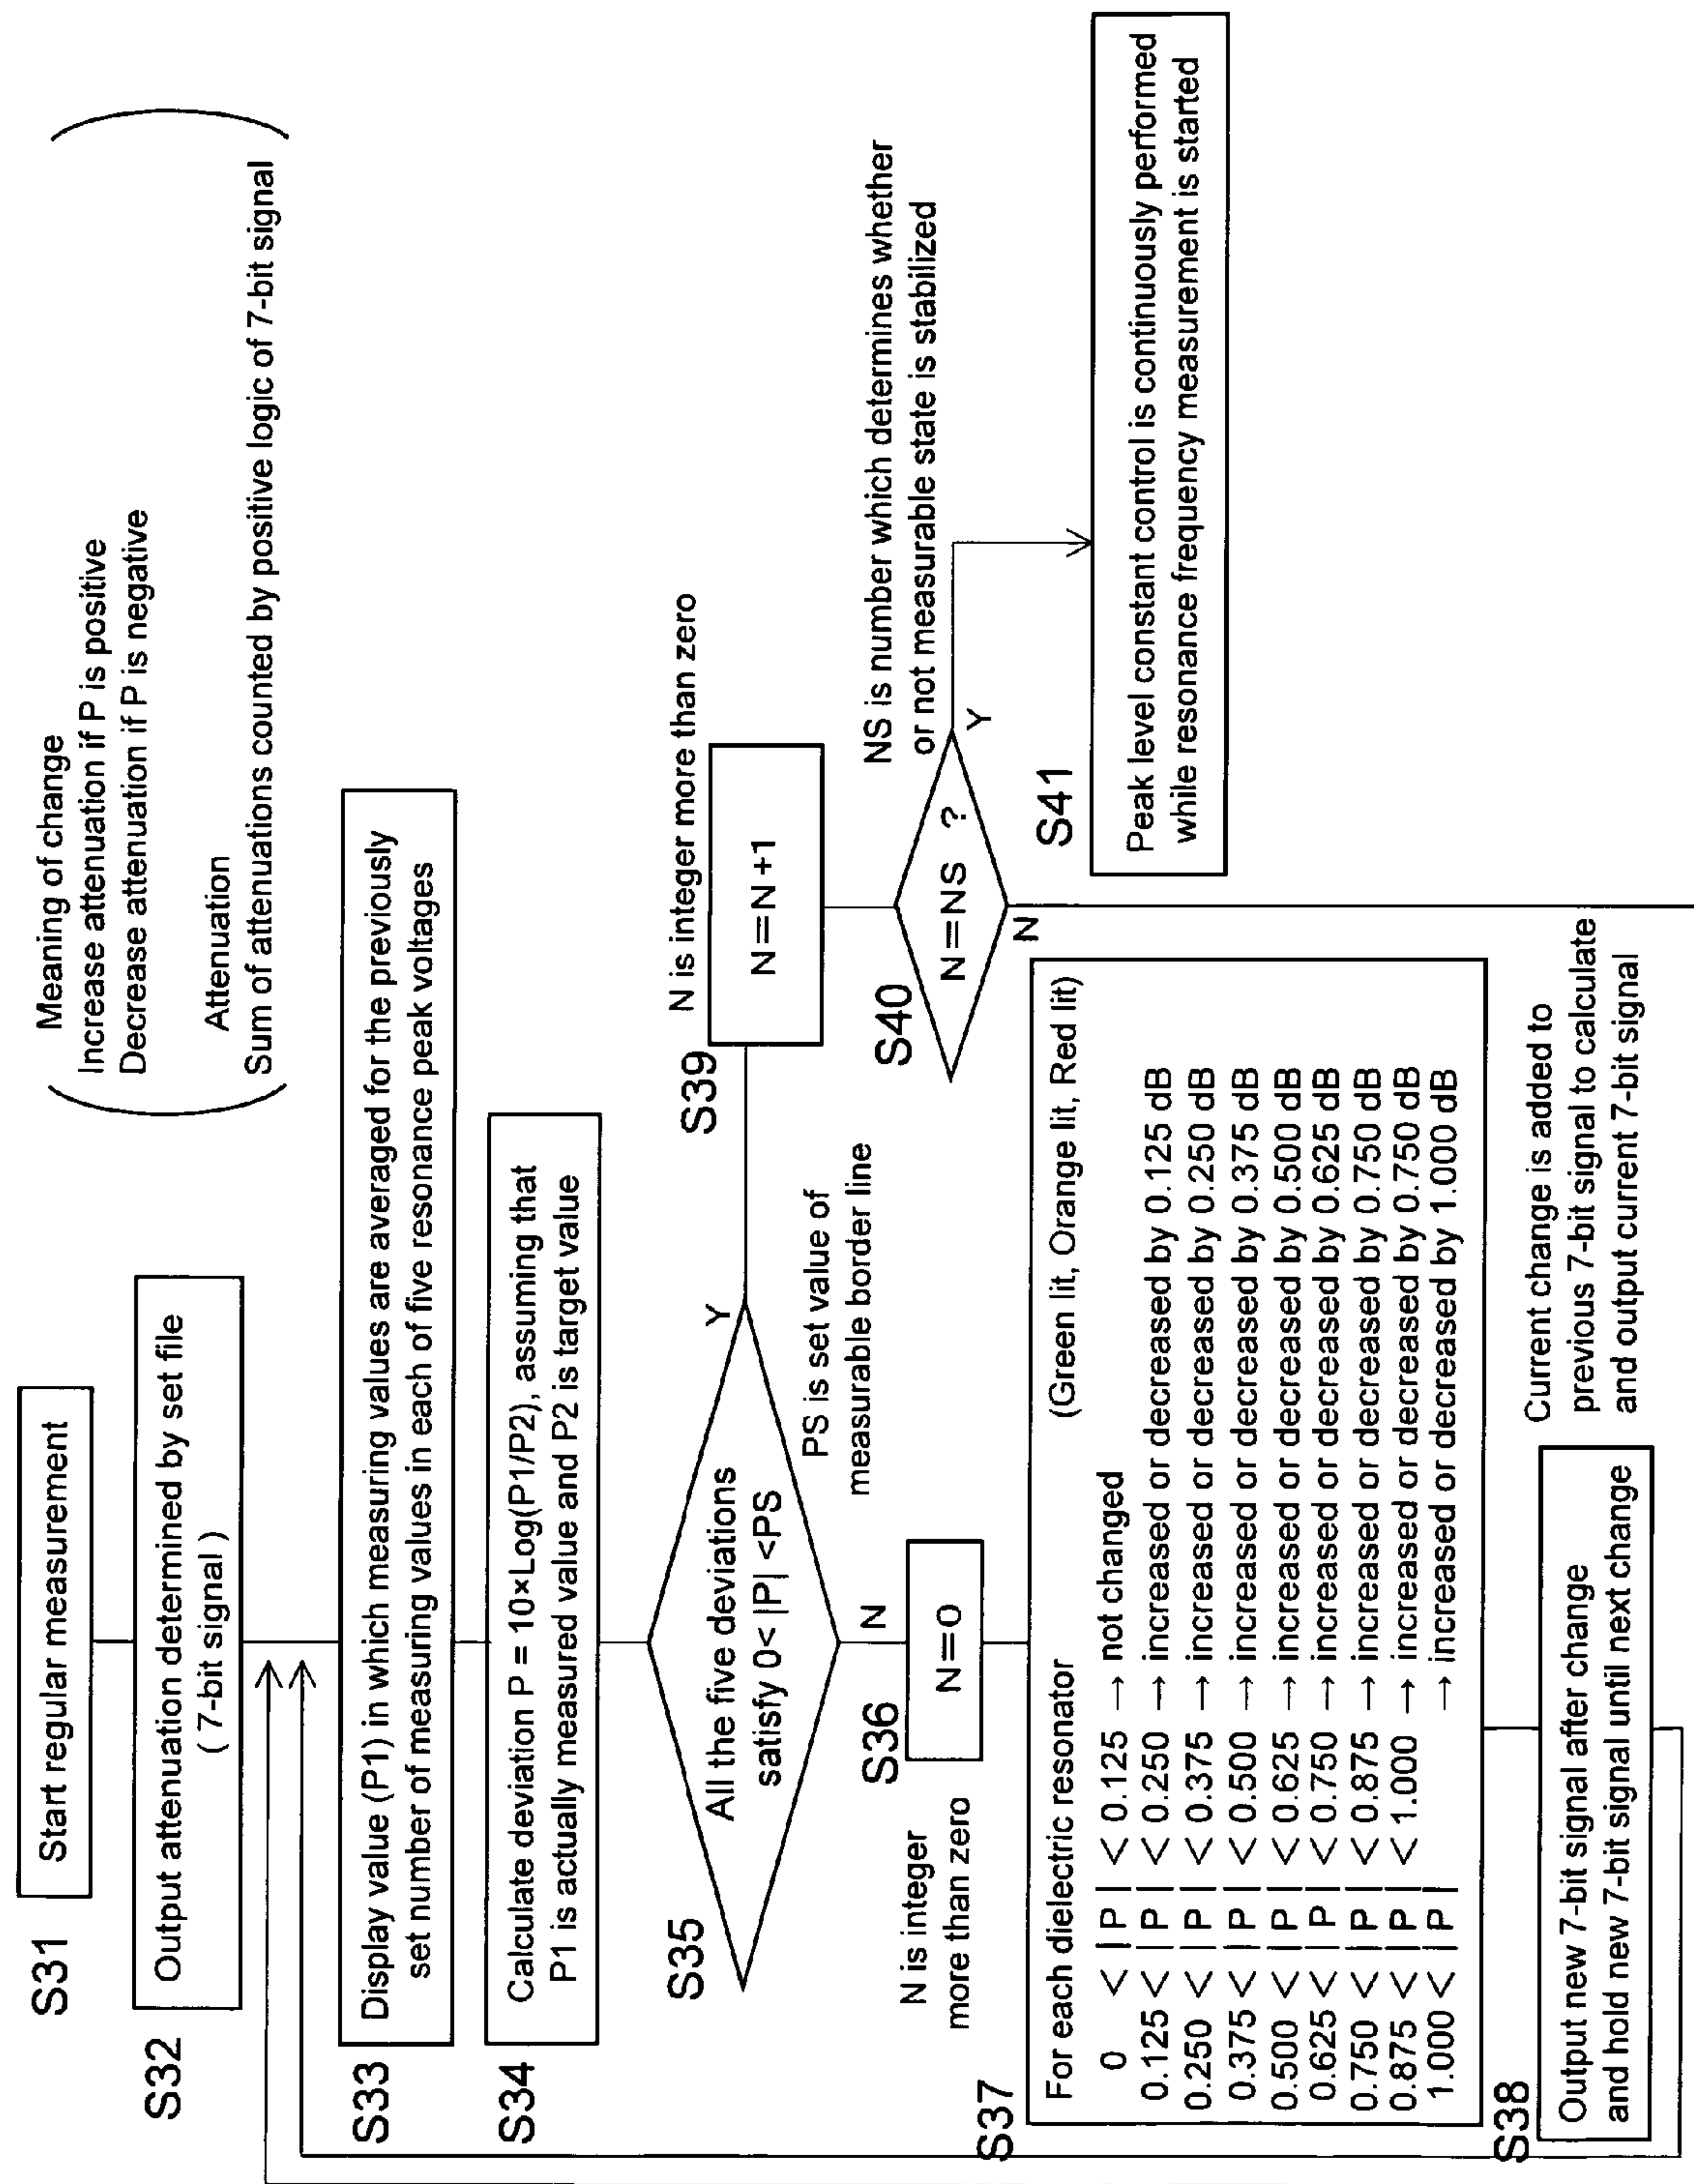 Meaning of change
Increase attenuation if P is positive
Decrease attenuation if P is negative
Attenuation
Sum of attenuations counted by positive logic of 7-bit signal
S31
Start regular measurement
S32
Output attenuation determined by set file
( 7-bit signal )
S33
Display value (P1) in which measuring values are averaged for the previously
set number of measuring values in each of five resonance peak voltages
S34
Calculate deviation P = 10×Log(P1/P2), assuming that
P1 is actually measured value and P2 is target value
S35
All the five deviations
satisfy 0< |P| <PS
Y
N
PS is set value of
measurable border line
S39
N is integer more than zero
N=N+1
S40
N=NS ?
Y
N
NS is number which determines whether
or not measurable state is stabilized
S41
Peak level constant control is continuously performed
while resonance frequency measurement is started
S36
N is integer
more than zero
N=0
S37
For each dielectric resonator (Green lit, Orange lit, Red lit)
0 < |P| < 0.125 → not changed
0.125 < |P| < 0.250 → increased or decreased by 0.125 dB
0.250 < |P| < 0.375 → increased or decreased by 0.250 dB
0.375 < |P| < 0.500 → increased or decreased by 0.375 dB
0.500 < |P| < 0.625 → increased or decreased by 0.500 dB
0.625 < |P| < 0.750 → increased or decreased by 0.625 dB
0.750 < |P| < 0.875 → increased or decreased by 0.750 dB
0.875 < |P| < 1.000 → increased or decreased by 0.750 dB
1.000 < |P| → increased or decreased by 1.000 dB
S38
Output new 7-bit signal after change
and hold new 7-bit signal until next change
Current change is added to
previous 7-bit signal to calculate
and output current 7-bit signal